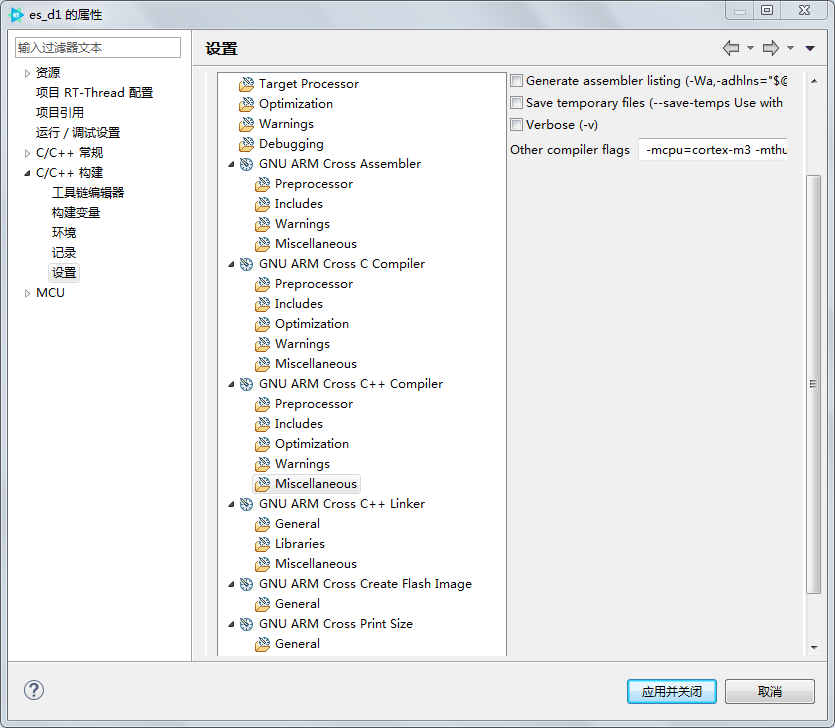 es_d1 的属性
输入过滤器文本
资源
项目 RT-Thread 配置
项目引用
运行 / 调试设置
C/C++ 常规
C/C++ 构建
工具链编辑器
构建变量
环境
记录
设置
MCU
设置
Target Processor
Optimization
Warnings
Debugging
GNU ARM Cross Assembler
Preprocessor
Includes
Warnings
Miscellaneous
GNU ARM Cross C Compiler
Preprocessor
Includes
Optimization
Warnings
Miscellaneous
GNU ARM Cross C++ Compiler
Preprocessor
Includes
Optimization
Warnings
Miscellaneous
GNU ARM Cross C++ Linker
General
Libraries
Miscellaneous
GNU ARM Cross Create Flash Image
General
GNU ARM Cross Print Size
General
Generate assembler listing (-Wa,-adhlns="$@
Save temporary files (--save-temps Use with
Verbose (-v)
Other compiler flags -mcpu=cortex-m3 -mthu
应用并关闭
取消